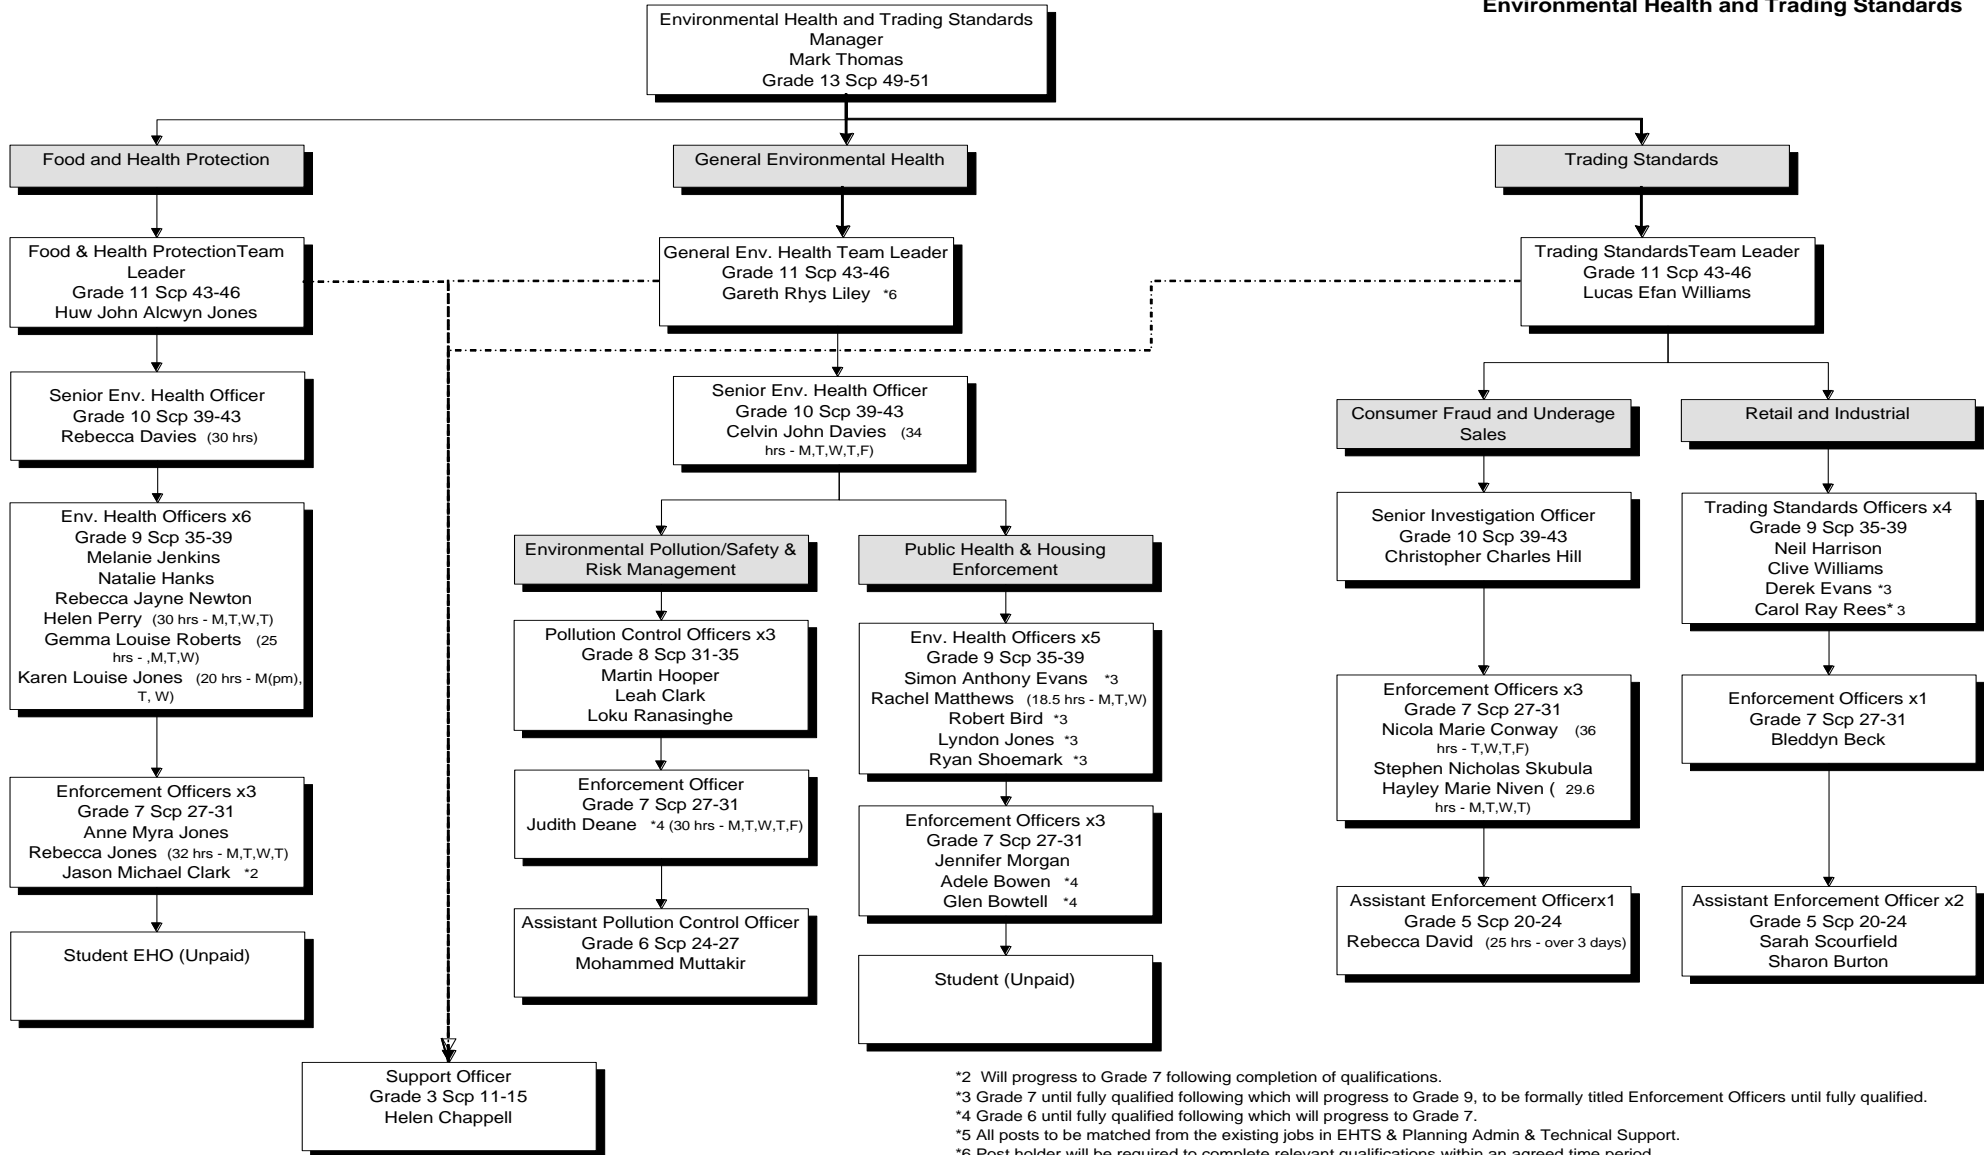 Environmental Health and Trading Standards
Environmental Health and Trading Standards
Manager
Mark Thomas
Grade 13 Scp 49-51
Food and Health Protection
General Environmental Health
Trading Standards
Food & Health ProtectionTeam
Leader
Grade 11 Scp 43-46
Huw John Alcwyn Jones
General Env. Health Team Leader
Grade 11 Scp 43-46
Gareth Rhys Liley *6
Trading StandardsTeam Leader
Grade 11 Scp 43-46
Lucas Efan Williams
Senior Env. Health Officer
Grade 10 Scp 39-43
Rebecca Davies (30 hrs)
Senior Env. Health Officer
Grade 10 Scp 39-43
Celvin John Davies (34
hrs - M,T,W,T,F)
Consumer Fraud and Underage
Sales
Retail and Industrial
Env. Health Officers x6
Grade 9 Scp 35-39
Melanie Jenkins
Natalie Hanks
Rebecca Jayne Newton
Helen Perry (30 hrs - M,T,W,T)
Gemma Louise Roberts (25
hrs - ,M,T,W)
Karen Louise Jones (20 hrs - M(pm),
T, W)
Environmental Pollution/Safety &
Risk Management
Public Health & Housing
Enforcement
Senior Investigation Officer
Grade 10 Scp 39-43
Christopher Charles Hill
Trading Standards Officers x4
Grade 9 Scp 35-39
Neil Harrison
Clive Williams
Derek Evans *3
Carol Ray Rees* 3
Pollution Control Officers x3
Grade 8 Scp 31-35
Martin Hooper
Leah Clark
Loku Ranasinghe
Env. Health Officers x5
Grade 9 Scp 35-39
Simon Anthony Evans *3
Rachel Matthews (18.5 hrs - M,T,W)
Robert Bird *3
Lyndon Jones *3
Ryan Shoemark *3
Enforcement Officers x3
Grade 7 Scp 27-31
Nicola Marie Conway (36
hrs - T,W,T,F)
Stephen Nicholas Skubula
Hayley Marie Niven ( 29.6
hrs - M,T,W,T)
Enforcement Officers x1
Grade 7 Scp 27-31
Bleddyn Beck
Enforcement Officers x3
Grade 7 Scp 27-31
Anne Myra Jones
Rebecca Jones (32 hrs - M,T,W,T)
Jason Michael Clark *2
Enforcement Officer
Grade 7 Scp 27-31
Judith Deane *4 (30 hrs - M,T,W,T,F)
Enforcement Officers x3
Grade 7 Scp 27-31
Jennifer Morgan
Adele Bowen *4
Glen Bowtell *4
Assistant Enforcement Officerx1
Grade 5 Scp 20-24
Rebecca David (25 hrs - over 3 days)
Assistant Enforcement Officer x2
Grade 5 Scp 20-24
Sarah Scourfield
Sharon Burton
Student EHO (Unpaid)
Assistant Pollution Control Officer
Grade 6 Scp 24-27
Mohammed Muttakir
Student (Unpaid)
Support Officer
Grade 3 Scp 11-15
Helen Chappell
*2 Will progress to Grade 7 following completion of qualifications.
*3 Grade 7 until fully qualified following which will progress to Grade 9, to be formally titled Enforcement Officers until fully qualified.
*4 Grade 6 until fully qualified following which will progress to Grade 7.
*5 All posts to be matched from the existing jobs in EHTS & Planning Admin & Technical Support.
*6 Post holder will be required to complete relevant qualifications within an agreed time period